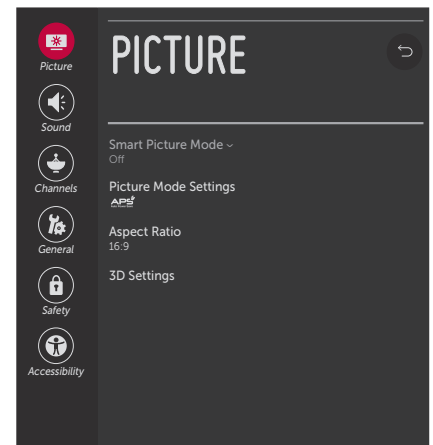 PICTURE
Picture
Sound
Channels
General
Safety
Accessibility
Smart Picture Mode
Off
Picture Mode Settings
APS
Aspect Ratio
16:9
3D Settings